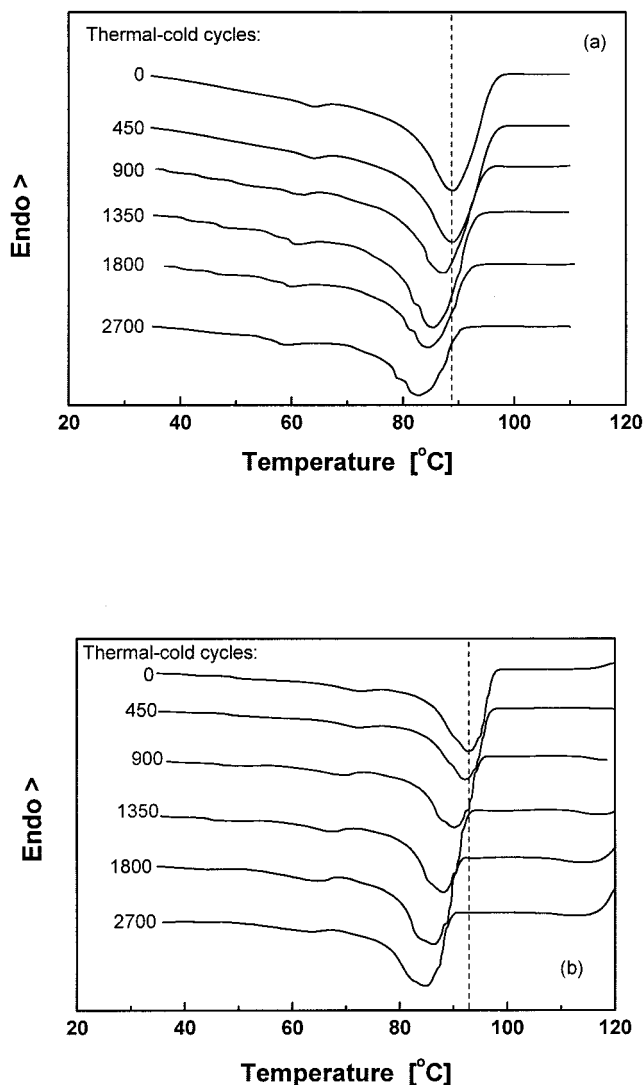 Thermal-cold cycles:
(a)
0
450
900
1350
1800
2700
Endo >
20 40 60 80 100 120
Temperature [°C]
Thermal-cold cycles:
0
450
900
1350
1800
2700
(b)
Endo >
20 40 60 80 100 120
Temperature [°C]